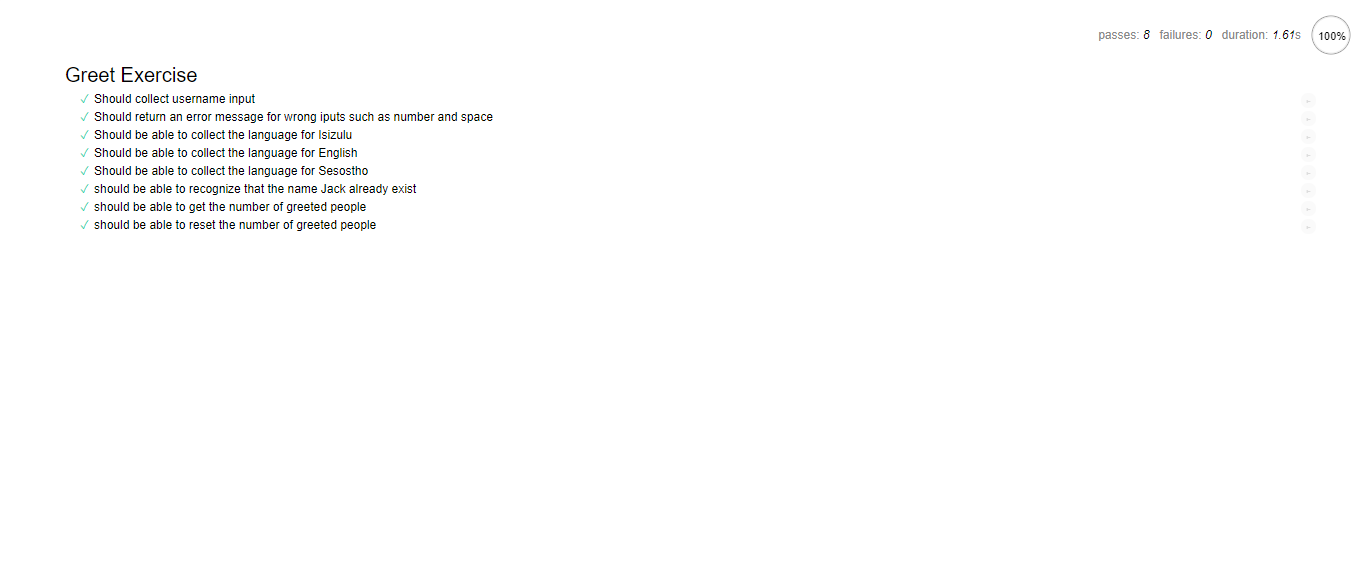 passes: 8 failures: 0 duration: 1.61s 100%
Greet Exercise
✓ Should collect username input
✓ Should return an error message for wrong iputs such as number and space
✓ Should be able to collect the language for Isizulu
✓ Should be able to collect the language for English
✓ Should be able to collect the language for Sesostho
✓ should be able to recognize that the name Jack already exist
✓ should be able to get the number of greeted people
✓ should be able to reset the number of greeted people